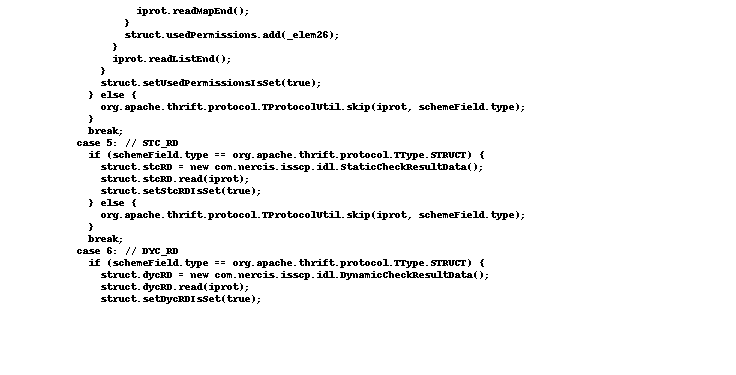 iprot.readMapEnd();
}
struct.usedPermissions.add(_elem26);
}
iprot.readListEnd();
}
struct.setUsedPermissionsIsSet(true);
} else {
org.apache.thrift.protocol.TProtocolUtil.skip(iprot, schemeField.type);
}
break;
case 5: // STC_RD
if (schemeField.type == org.apache.thrift.protocol.TType.STRUCT) {
struct.stcRD = new com.nercis.isscp.idl.StaticCheckResultData();
struct.stcRD.read(iprot);
struct.setStcRDIsSet(true);
} else {
org.apache.thrift.protocol.TProtocolUtil.skip(iprot, schemeField.type);
}
break;
case 6: // DYC_RD
if (schemeField.type == org.apache.thrift.protocol.TType.STRUCT) {
struct.dycRD = new com.nercis.isscp.idl.DynamicCheckResultData();
struct.dycRD.read(iprot);
struct.setDycRDIsSet(true);